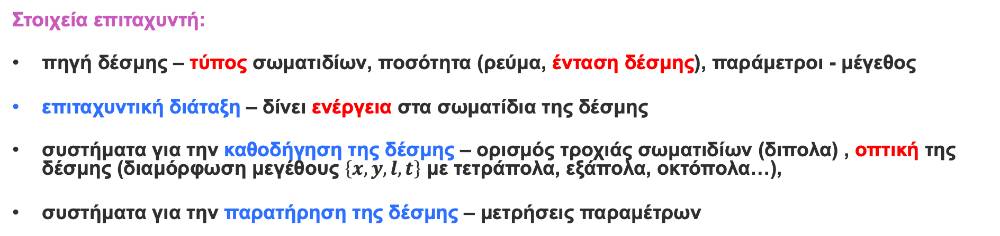 Στοιχεία επιταχυντή:
• πηγή δέσμης – τύπος σωματιδίων, ποσότητα (ρεύμα, ένταση δέσμης), παράμετροι - μέγεθος
• επιταχυντική διάταξη – δίνει ενέργεια στα σωματίδια της δέσμης
• συστήματα για την καθοδήγηση της δέσμης – ορισμός τροχιάς σωματιδίων (διπολα) , οπτική της
δέσμης (διαμόρφωση μεγέθους {x, y, l, t} με τετράπολα, εξάπολα, οκτόπολα...),
• συστήματα για την παρατήρηση της δέσμης – μετρήσεις παραμέτρων